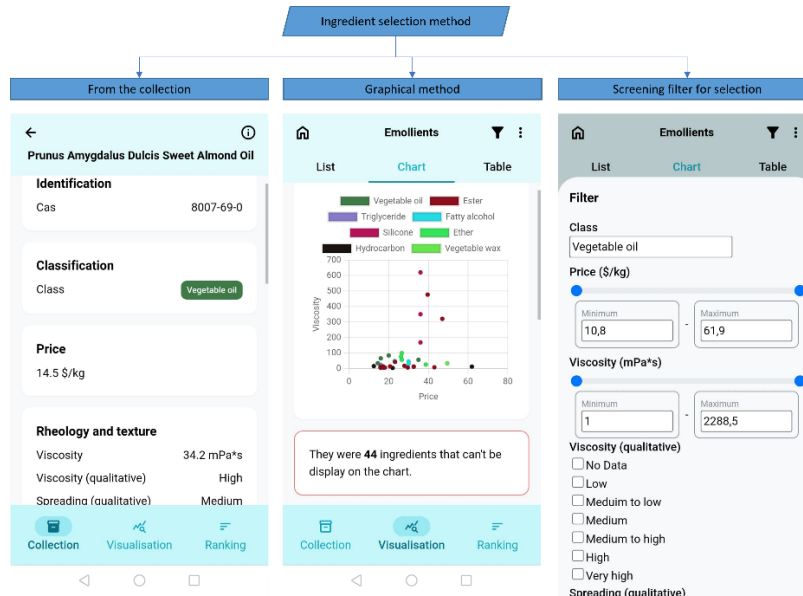 Ingredient selection method
From the collection
Graphical method
Screening filter for selection
Prunus Amygdalus Dulcis Sweet Almond Oil
Identification
Cas 8007-69-0
Classification
Class Vegetable oil
Price
14.5 $/kg
Rheology and texture
Viscosity 34.2 mPa*s
Viscosity (qualitative) High
Spreading (qualitative) Medium
Collection Visualisation Ranking
Emollients
List Chart Table
Vegetable oil Ester
Triglyceride Fatty alcohol
Silicone Ether
Hydrocarbon Vegetable wax
700
600
500
400
300
200
100
0
Viscosity
0 20 40 60 80
Price
They were 44 ingredients that can't be
display on the chart.
Collection Visualisation Ranking
Emollients
List Chart Table
Filter
Class
Vegetable oil
Price ($/kg)
Minimum Maximum
10,8 - 61,9
Viscosity (mPa*s)
Minimum Maximum
1 - 2288,5
Viscosity (qualitative)
No Data
Low
Meduim to low
Medium
Medium to high
High
Very high
Spreading (qualitative)